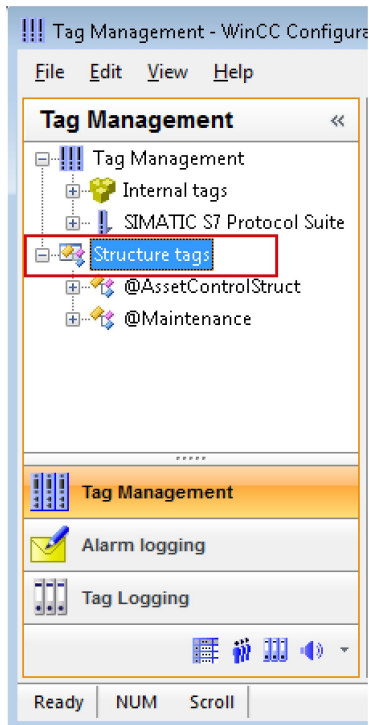 Tag Management - WinCC Configura
File Edit View Help
Tag Management «
Tag Management
Internal tags
SIMATIC S7 Protocol Suite
Structure tags
@AssetControlStruct
@Maintenance
Tag Management
Alarm logging
Tag Logging
Ready NUM Scroll